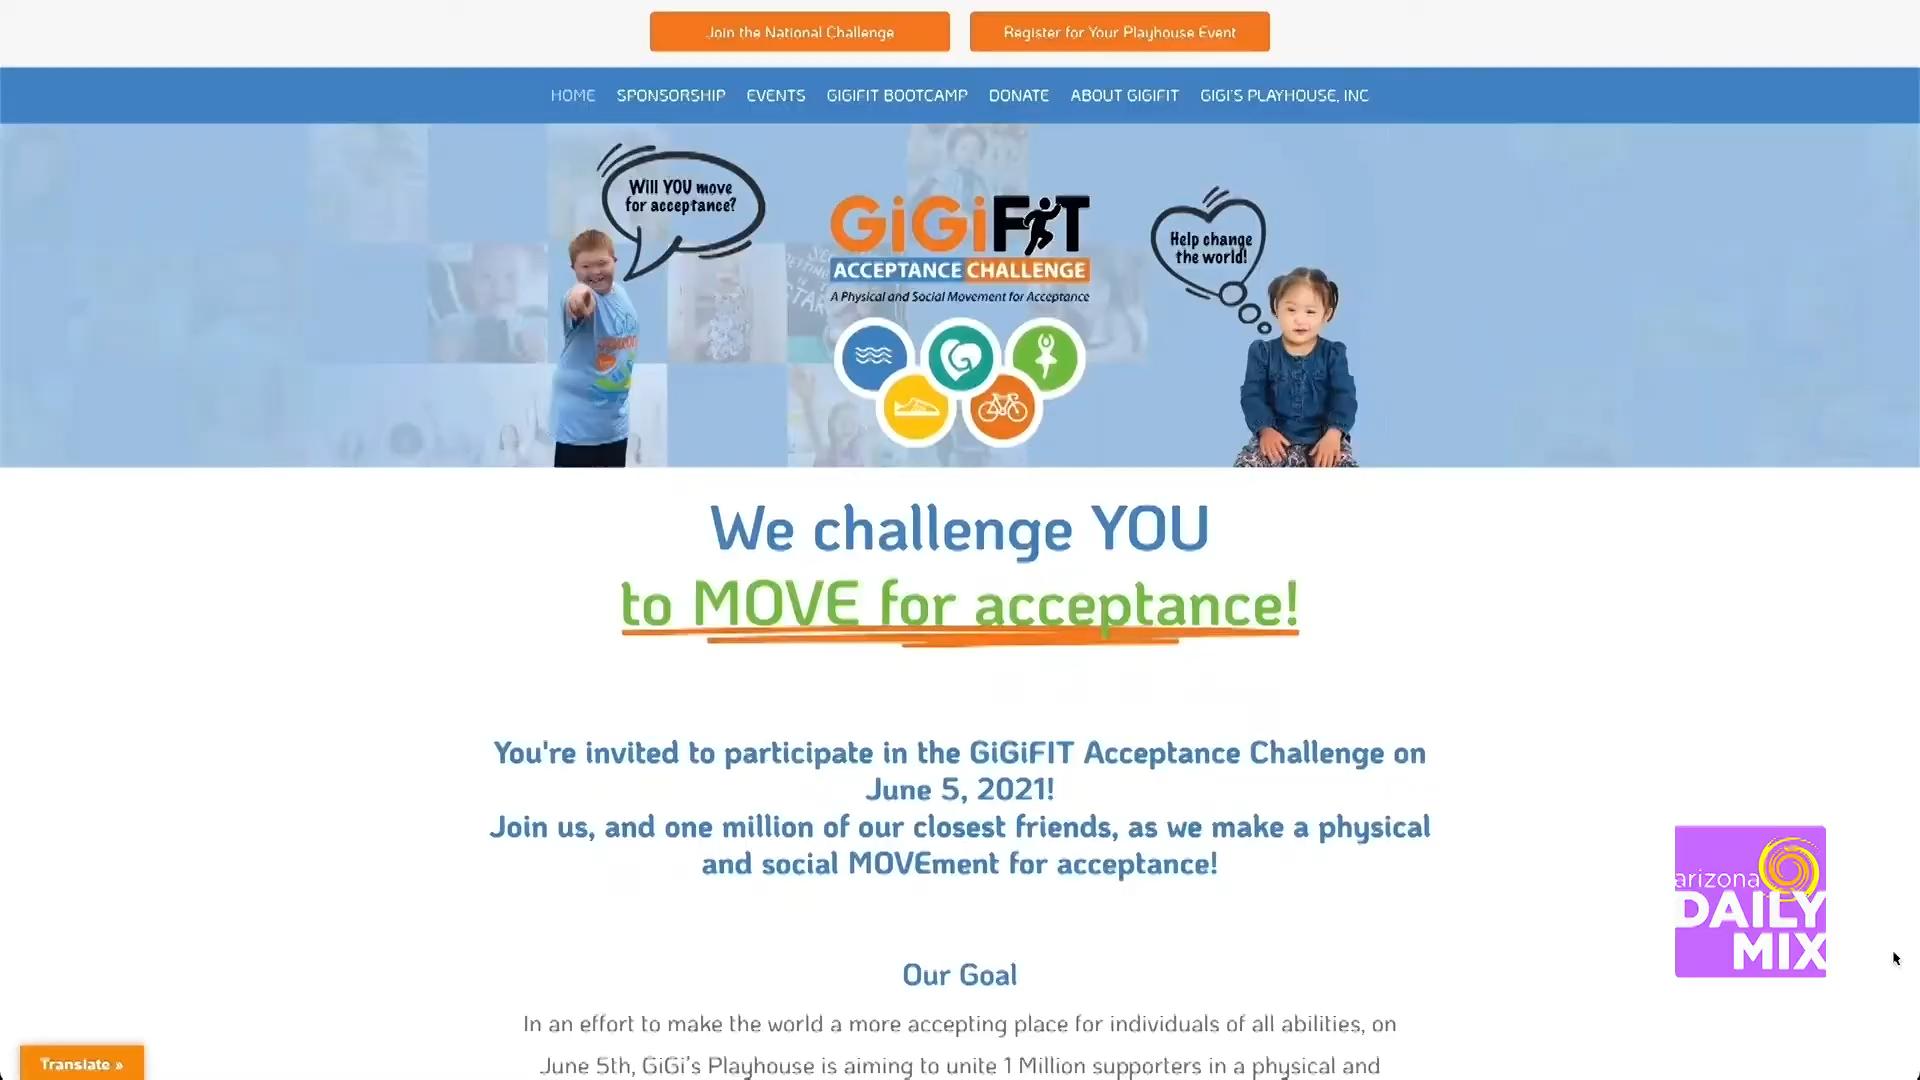 Join the National Challenge
Register for Your Playhouse Event
HOME SPONSORSHIP EVENTS GIGIFIT BOOTCAMP DONATE ABOUT GIGIFIT GIGI'S PLAYHOUSE, INC
Will YOU move
for acceptance?
GiGiFiT
ACCEPTANCE CHALLENGE
A Physical and Social Movement for Acceptance
Help change
the world!
We challenge YOU
to MOVE for acceptance!
You're invited to participate in the GiGiFIT Acceptance Challenge on
June 5, 2021!
Join us, and one million of our closest friends, as we make a physical
and social MOVEment for acceptance!
arizona
DAILY
MIX
Our Goal
In an effort to make the world a more accepting place for individuals of all abilities, on
June 5th, GiGi's Playhouse is aiming to unite 1 Million supporters in a physical and
Translate »